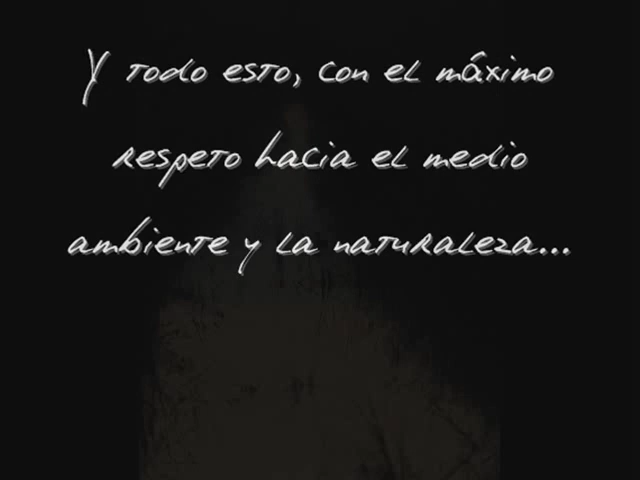 Y todo esto, con el máximo
respeto hacia el medio
ambiente y la naturaleza...